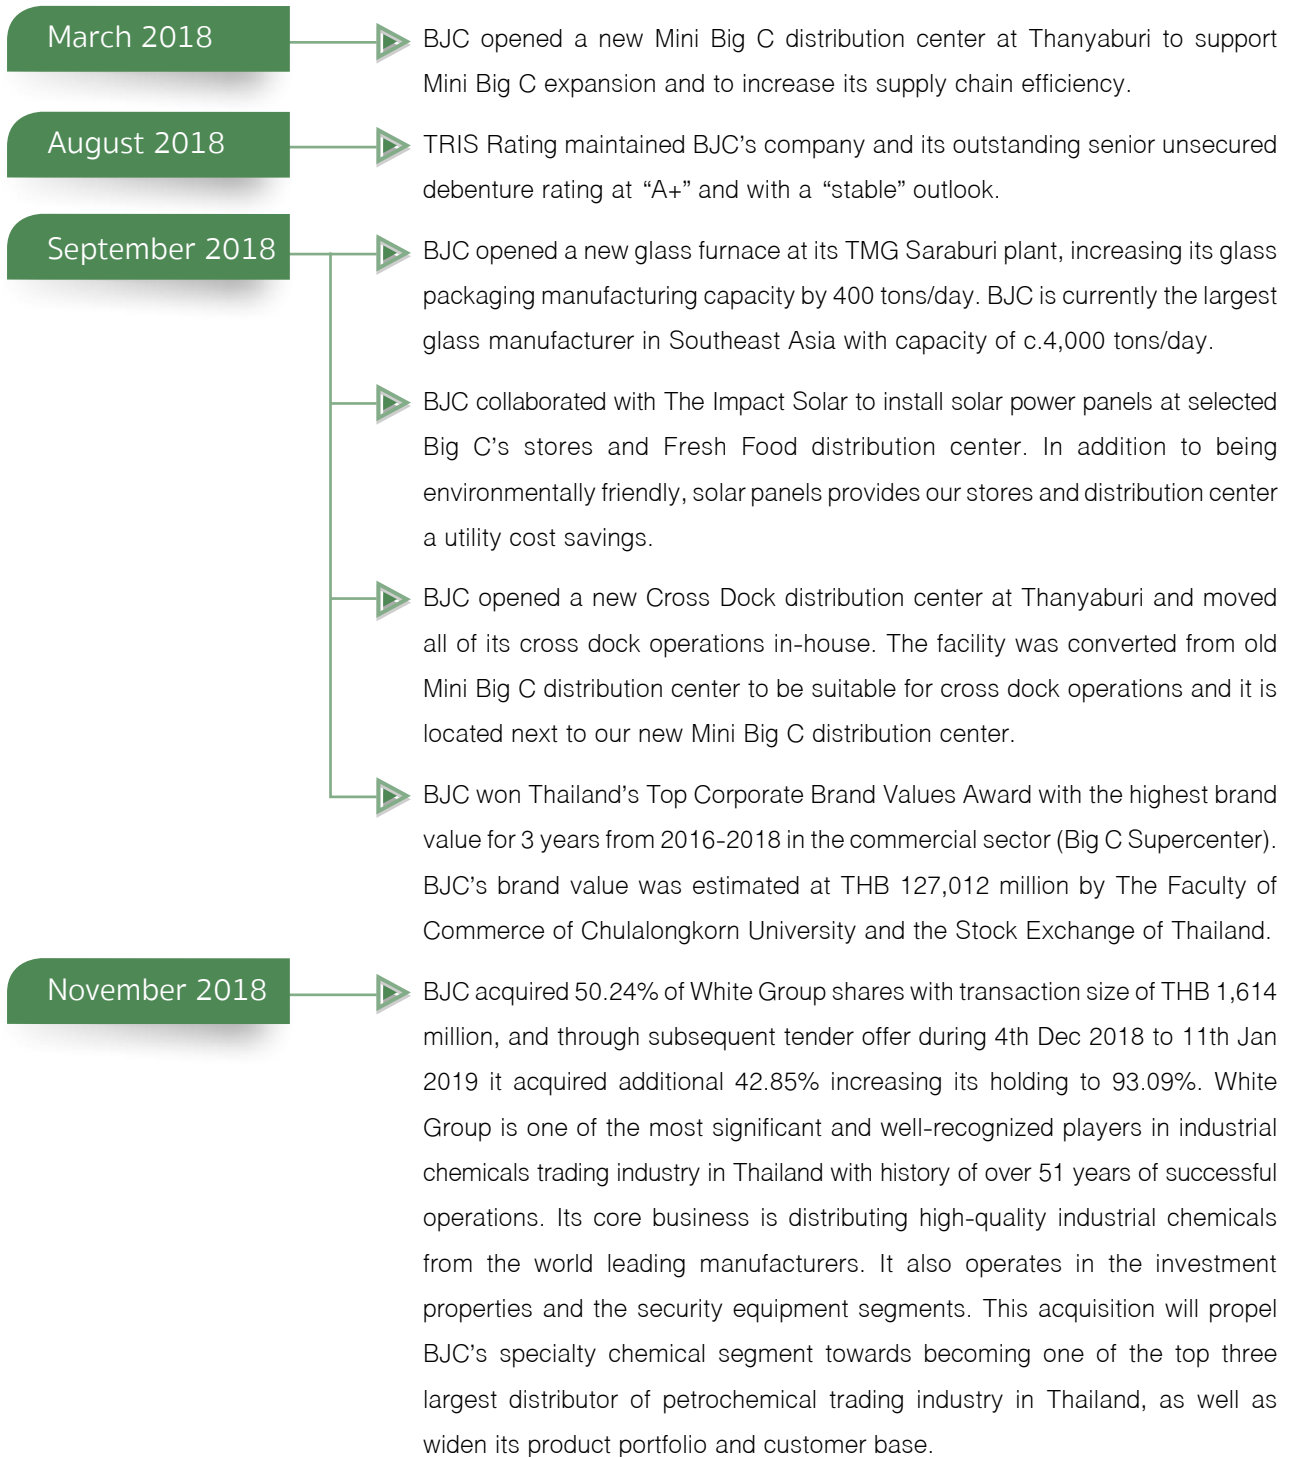 March 2018
BJC opened a new Mini Big C distribution center at Thanyaburi to support
Mini Big C expansion and to increase its supply chain efficiency.
August 2018
TRIS Rating maintained BJC’s company and its outstanding senior unsecured
debenture rating at “A+” and with a “stable” outlook.
September 2018
BJC opened a new glass furnace at its TMG Saraburi plant, increasing its glass
packaging manufacturing capacity by 400 tons/day. BJC is currently the largest
glass manufacturer in Southeast Asia with capacity of c.4,000 tons/day.
BJC collaborated with The Impact Solar to install solar power panels at selected
Big C’s stores and Fresh Food distribution center. In addition to being
environmentally friendly, solar panels provides our stores and distribution center
a utility cost savings.
BJC opened a new Cross Dock distribution center at Thanyaburi and moved
all of its cross dock operations in-house. The facility was converted from old
Mini Big C distribution center to be suitable for cross dock operations and it is
located next to our new Mini Big C distribution center.
BJC won Thailand’s Top Corporate Brand Values Award with the highest brand
value for 3 years from 2016-2018 in the commercial sector (Big C Supercenter).
BJC’s brand value was estimated at THB 127,012 million by The Faculty of
Commerce of Chulalongkorn University and the Stock Exchange of Thailand.
November 2018
BJC acquired 50.24% of White Group shares with transaction size of THB 1,614
million, and through subsequent tender offer during 4th Dec 2018 to 11th Jan
2019 it acquired additional 42.85% increasing its holding to 93.09%. White
Group is one of the most significant and well-recognized players in industrial
chemicals trading industry in Thailand with history of over 51 years of successful
operations. Its core business is distributing high-quality industrial chemicals
from the world leading manufacturers. It also operates in the investment
properties and the security equipment segments. This acquisition will propel
BJC’s specialty chemical segment towards becoming one of the top three
largest distributor of petrochemical trading industry in Thailand, as well as
widen its product portfolio and customer base.